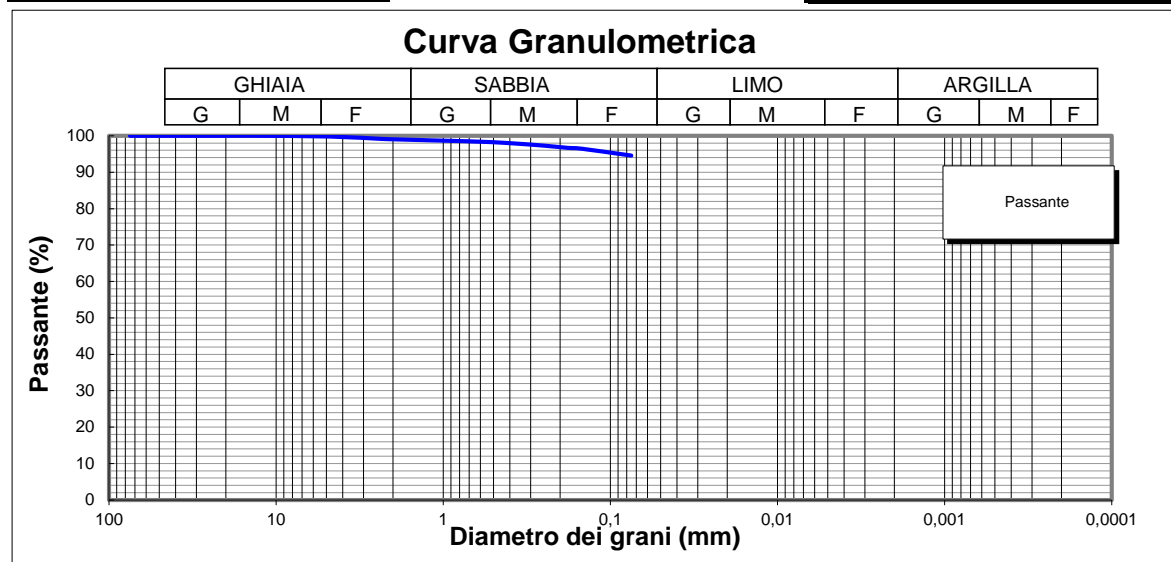 Curva Granulometrica
GHIAIA SABBIA LIMO ARGILLA
G M F G M F G M F G M F
100
90
80
70
60
50
40
30
20
10
0
Passante (%)
Passante
100 10 1 0,1 0,01 0,001 0,0001
Diametro dei grani (mm)